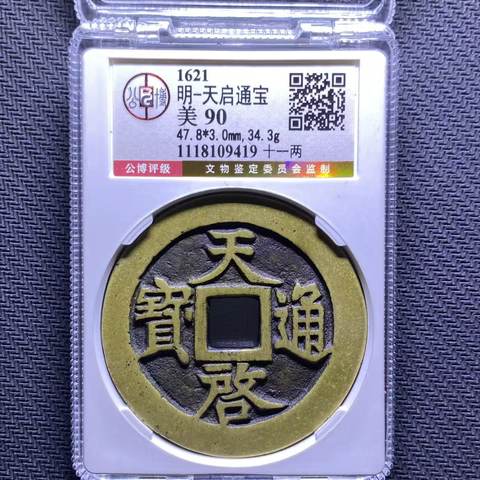 1621
明-天启通宝
美 90
47.8*3.0mm,34.3g
1118109419 十一两
公博评级
文物鉴定委员会监制
天啓通寶